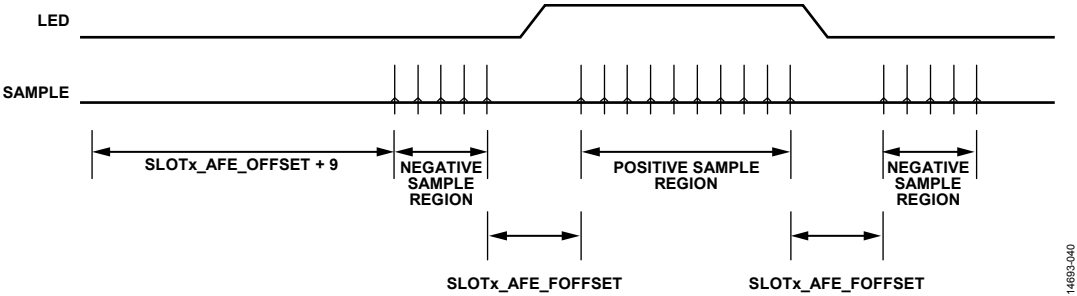 LED
SAMPLE
SLOTx_AFE_OFFSET + 9
NEGATIVE
SAMPLE
REGION
POSITIVE SAMPLE
REGION
NEGATIVE
SAMPLE
REGION
SLOTx_AFE_FOFFSET
SLOTx_AFE_FOFFSET
14693-040